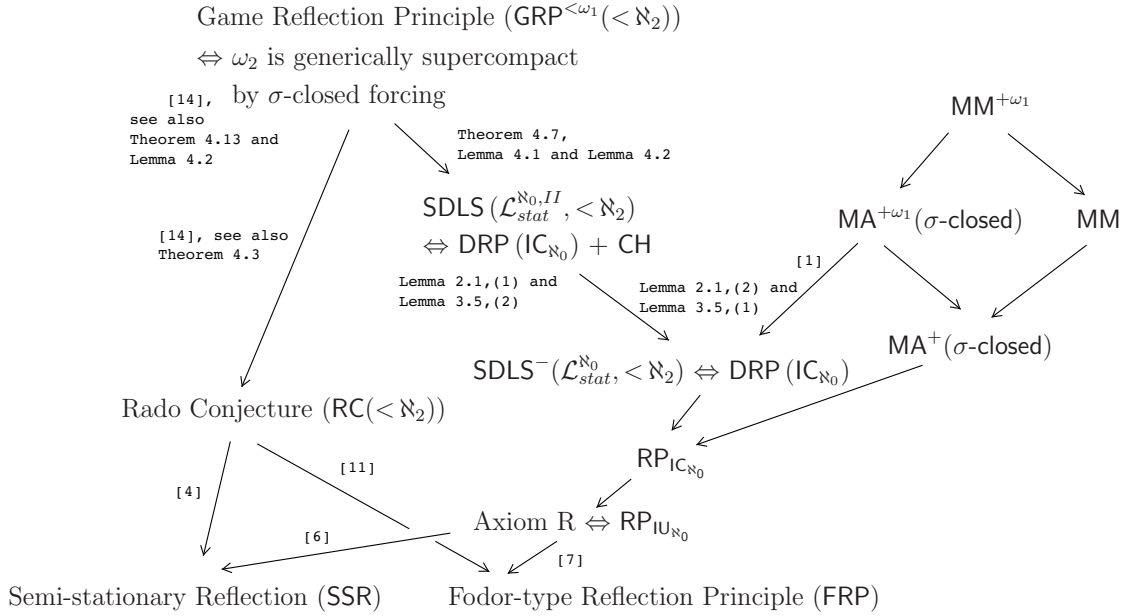 Game Reflection Principle (GRP^{<ω₁}(< ℵ₂))
⇔ ω₂ is generically supercompact
by σ-closed forcing
[14],
see also
Theorem 4.13 and
Lemma 4.2
Theorem 4.7,
Lemma 4.1 and Lemma 4.2
MM^{+ω₁}
SDLS(𝓛_{stat}^{ℵ₀,II}, < ℵ₂)
⇔ DRP(IC_{ℵ₀}) + CH
MA^{+ω₁}(σ-closed)
MM
[14], see also
Theorem 4.3
[1]
Lemma 2.1,(1) and
Lemma 3.5,(2)
Lemma 2.1,(2) and
Lemma 3.5,(1)
MA⁺(σ-closed)
SDLS⁻(𝓛_{stat}^{ℵ₀}, < ℵ₂) ⇔ DRP(IC_{ℵ₀})
Rado Conjecture (RC(< ℵ₂))
RP_{IC_{ℵ₀}}
[11]
[4]
Axiom R ⇔ RP_{IU_{ℵ₀}}
[6]
[7]
Semi-stationary Reflection (SSR)
Fodor-type Reflection Principle (FRP)